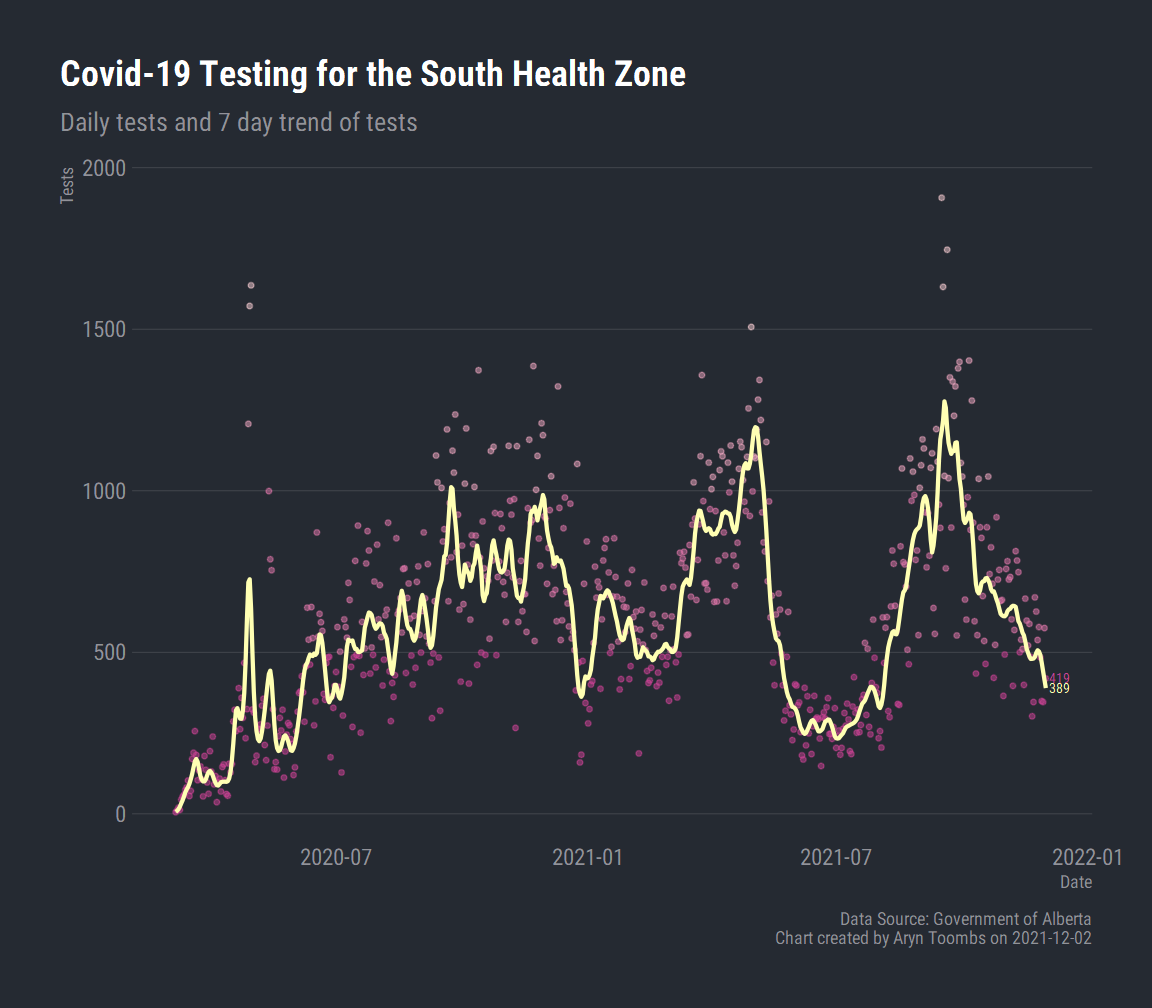 Covid-19 Testing for the South Health Zone
Daily tests and 7 day trend of tests
Tests
2000
1500
1000
500
0
419
389
2020-07
2021-01
2021-07
2022-01
Date
Data Source: Government of Alberta
Chart created by Aryn Toombs on 2021-12-02